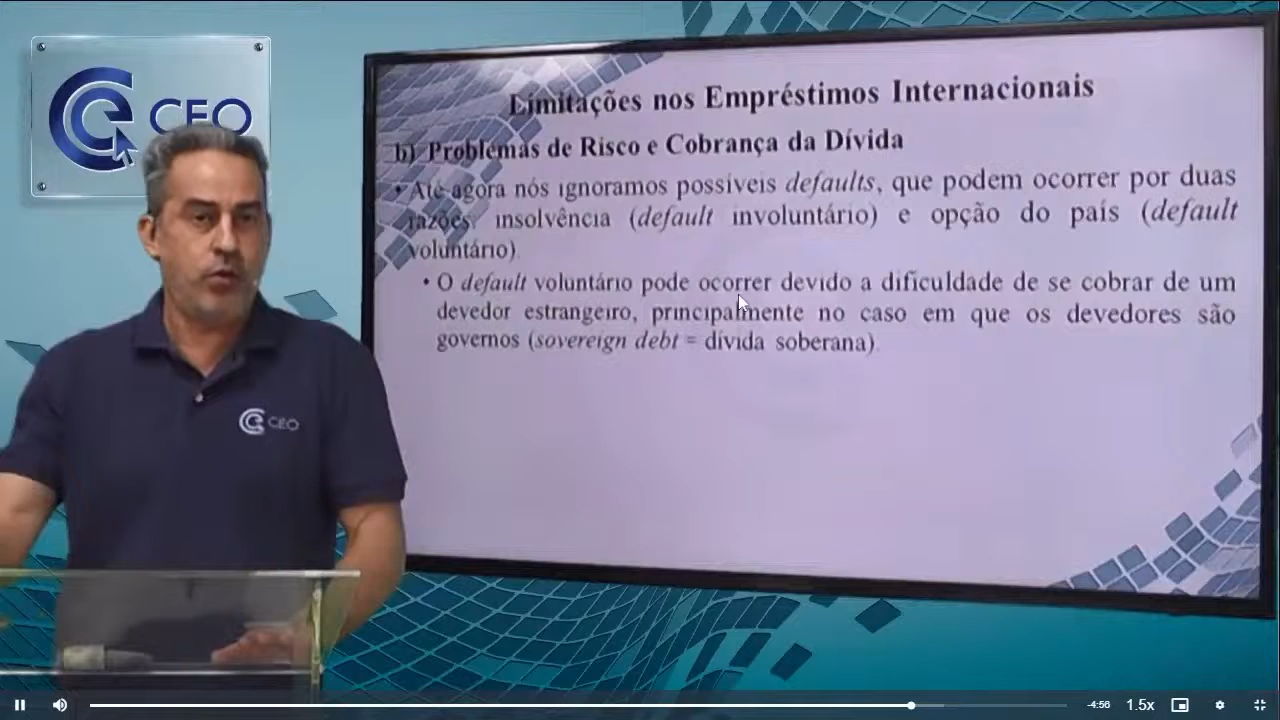 CEO
Limitações nos Empréstimos Internacionais
b) Problemas de Risco e Cobrança da Dívida
• Até agora nós ignoramos possíveis defaults, que podem ocorrer por duas
razões: insolvência (default involuntário) e opção do país (default
voluntário).
• O default voluntário pode ocorrer devido a dificuldade de se cobrar de um
devedor estrangeiro, principalmente no caso em que os devedores são
governos (sovereign debt = dívida soberana).
CEO
-4:56 1.5x